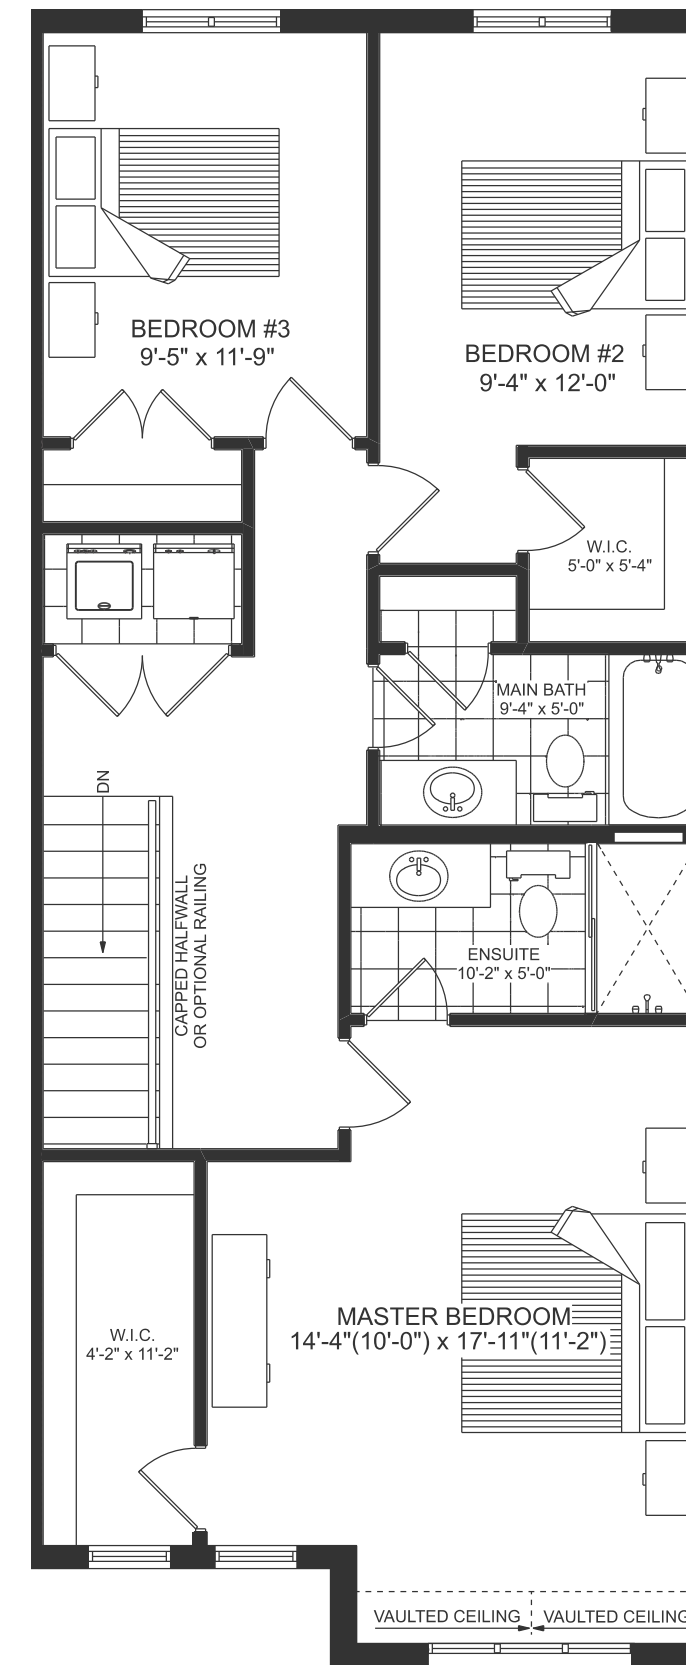 BEDROOM #3
9'-5" x 11'-9"
BEDROOM #2
9'-4" x 12'-0"
W.I.C.
5'-0" x 5'-4"
MAIN BATH
9'-4" x 5'-0"
DN
CAPPED HALFWALL
OR OPTIONAL RAILING
ENSUITE
10'-2" x 5'-0"
MASTER BEDROOM
14'-4"(10'-0") x 17'-11"(11'-2")
W.I.C.
4'-2" x 11'-2"
VAULTED CEILING
VAULTED CEILING